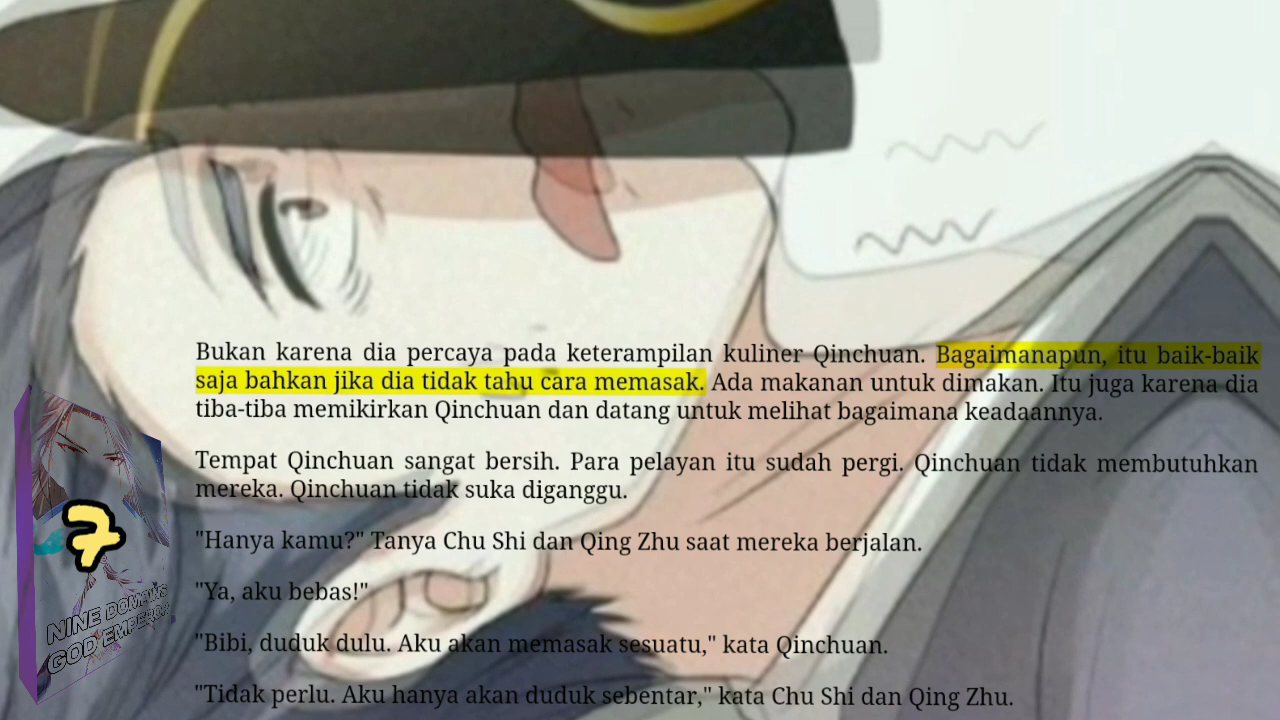 Bukan karena dia percaya pada keterampilan kuliner Qinchuan. Bagaimanapun, itu baik-baik
saja bahkan jika dia tidak tahu cara memasak. Ada makanan untuk dimakan. Itu juga karena dia
tiba-tiba memikirkan Qinchuan dan datang untuk melihat bagaimana keadaannya.
Tempat Qinchuan sangat bersih. Para pelayan itu sudah pergi. Qinchuan tidak membutuhkan
mereka. Qinchuan tidak suka diganggu.
"Hanya kamu?" Tanya Chu Shi dan Qing Zhu saat mereka berjalan.
"Ya, aku bebas!"
"Bibi, duduk dulu. Aku akan memasak sesuatu," kata Qinchuan.
"Tidak perlu. Aku hanya akan duduk sebentar," kata Chu Shi dan Qing Zhu.
7
NINE DOMAINS
GOD EMPEROR